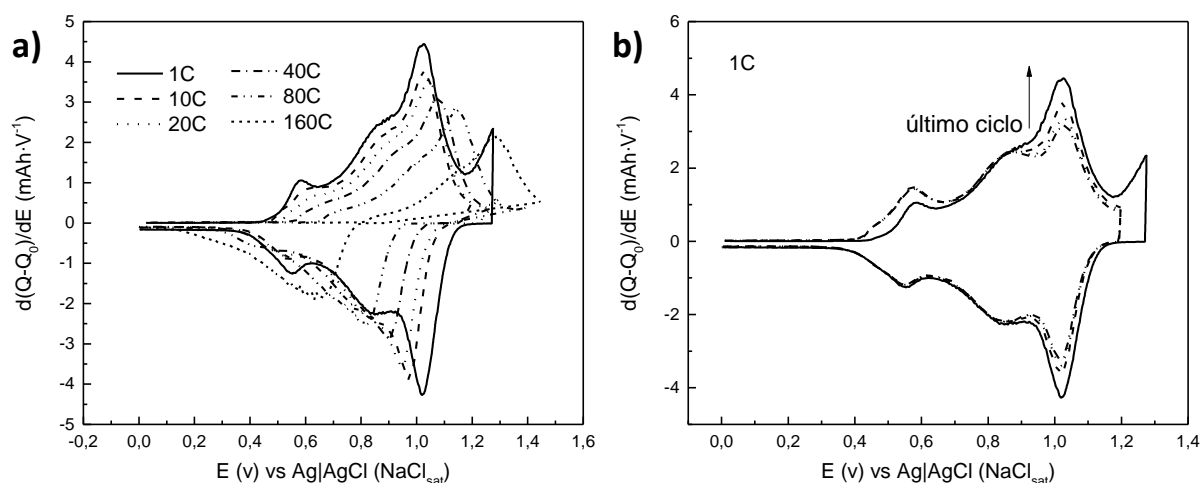 a)
1C
10C
20C
40C
80C
160C
5
4
3
2
1
0
-1
-2
-3
-4
-5
-0,2 0,0 0,2 0,4 0,6 0,8 1,0 1,2 1,4 1,6
d(Q-Q₀)/dE (mAh·V⁻¹)
E (v) vs Ag|AgCl (NaCl_sat)
b)
1C
último ciclo
6
4
2
0
-2
-4
0,0 0,2 0,4 0,6 0,8 1,0 1,2 1,4
d(Q-Q₀)/dE (mAh·V⁻¹)
E (v) vs Ag|AgCl (NaCl_sat)